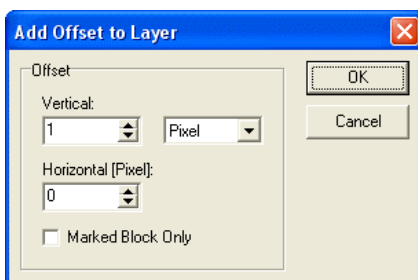 Add Offset to Layer
Offset
Vertical:
1
Pixel
Horizontal [Pixel]:
0
Marked Block Only
OK
Cancel